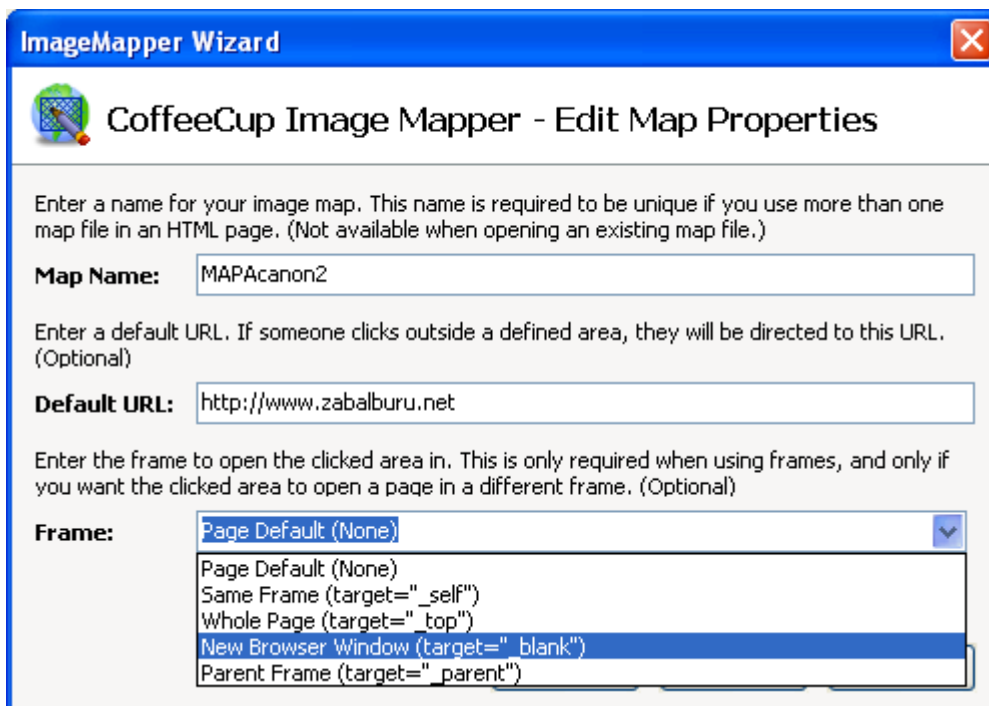 ImageMapper Wizard
CoffeeCup Image Mapper - Edit Map Properties
Enter a name for your image map. This name is required to be unique if you use more than one
map file in an HTML page. (Not available when opening an existing map file.)
Map Name: MAPAcanon2
Enter a default URL. If someone clicks outside a defined area, they will be directed to this URL.
(Optional)
Default URL: http://www.zabalburu.net
Enter the frame to open the clicked area in. This is only required when using frames, and only if
you want the clicked area to open a page in a different frame. (Optional)
Frame: Page Default (None)
Page Default (None)
Same Frame (target="_self")
Whole Page (target="_top")
New Browser Window (target="_blank")
Parent Frame (target="_parent")